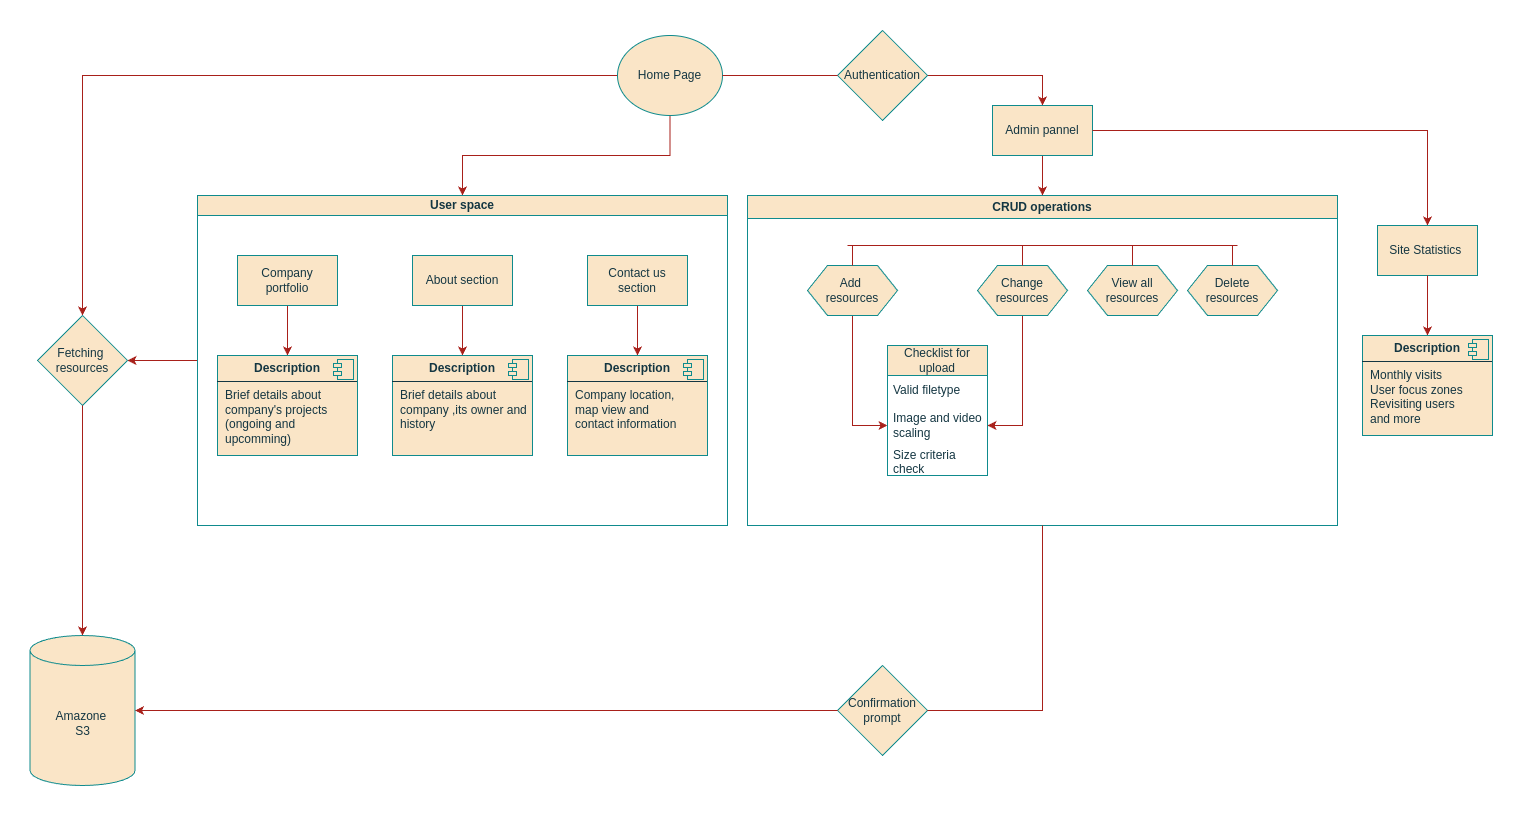 Home Page
Authentication
Admin pannel
User space
CRUD operations
Site Statistics
Company
portfolio
About section
Contact us
section
Add
resources
Change
resources
View all
resources
Delete
resources
Fetching
resources
Description
Brief details about
company's projects
(ongoing and
upcomming)
Description
Brief details about
company ,its owner and
history
Description
Company location,
map view and
contact information
Checklist for
upload
Valid filetype
Image and video
scaling
Size criteria
check
Description
Monthly visits
User focus zones
Revisiting users
and more
Amazone
S3
Confirmation
prompt